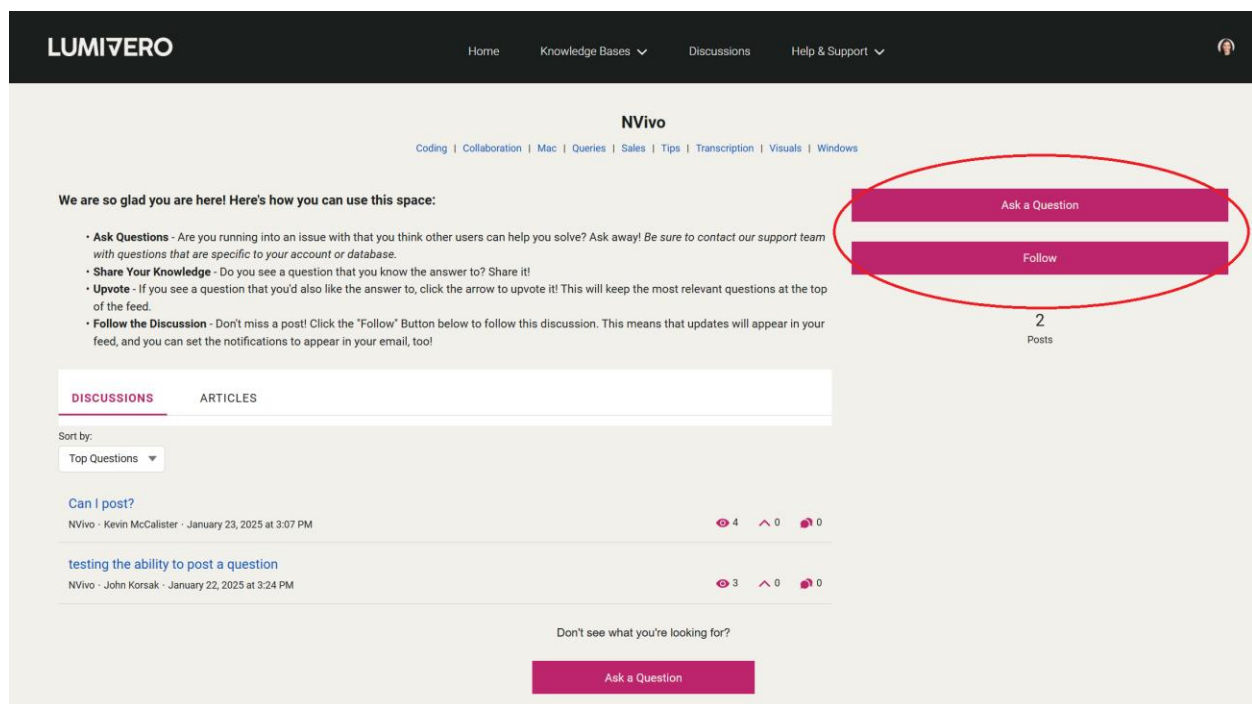 LUMIVERO
Home Knowledge Bases Discussions Help & Support
NVivo
Coding | Collaboration | Mac | Queries | Sales | Tips | Transcription | Visuals | Windows
We are so glad you are here! Here's how you can use this space:
• Ask Questions - Are you running into an issue with that you think other users can help you solve? Ask away! Be sure to contact our support team
with questions that are specific to your account or database.
• Share Your Knowledge - Do you see a question that you know the answer to? Share it!
• Upvote - If you see a question that you'd also like the answer to, click the arrow to upvote it! This will keep the most relevant questions at the top
of the feed.
• Follow the Discussion - Don't miss a post! Click the "Follow" Button below to follow this discussion. This means that updates will appear in your
feed, and you can set the notifications to appear in your email, too!
Ask a Question
Follow
2
Posts
DISCUSSIONS ARTICLES
Sort by:
Top Questions
Can I post?
NVivo · Kevin McCalister · January 23, 2025 at 3:07 PM
4 0 0
testing the ability to post a question
NVivo · John Korsak · January 22, 2025 at 3:24 PM
3 0 0
Don't see what you're looking for?
Ask a Question